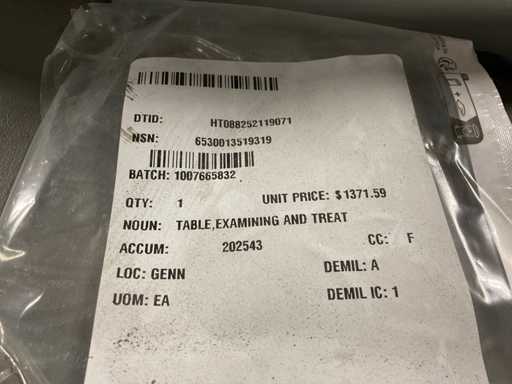 DTID: HT088252119071
NSN: 6530013519319
BATCH: 1007665832
QTY: 1 UNIT PRICE: $1371.59
NOUN: TABLE,EXAMINING AND TREAT
ACCUM: 202543 CC: F
LOC: GENN DEMIL: A
UOM: EA DEMIL IC: 1